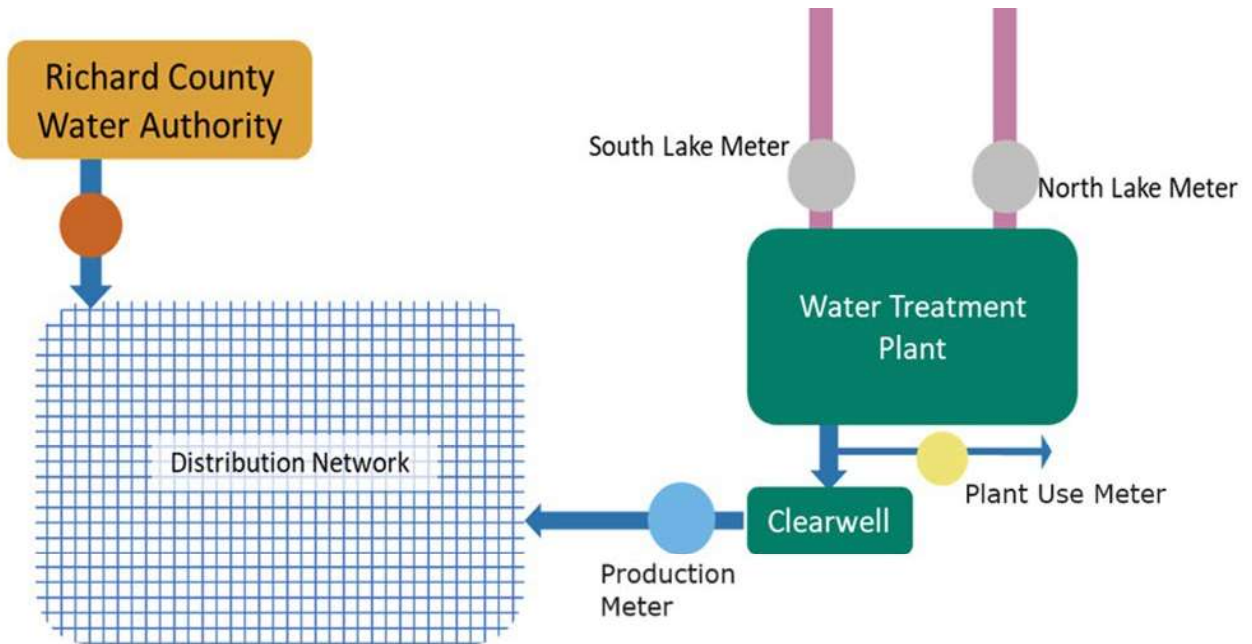 Richard County
Water Authority
South Lake Meter
North Lake Meter
Water Treatment
Plant
Distribution Network
Plant Use Meter
Clearwell
Production
Meter